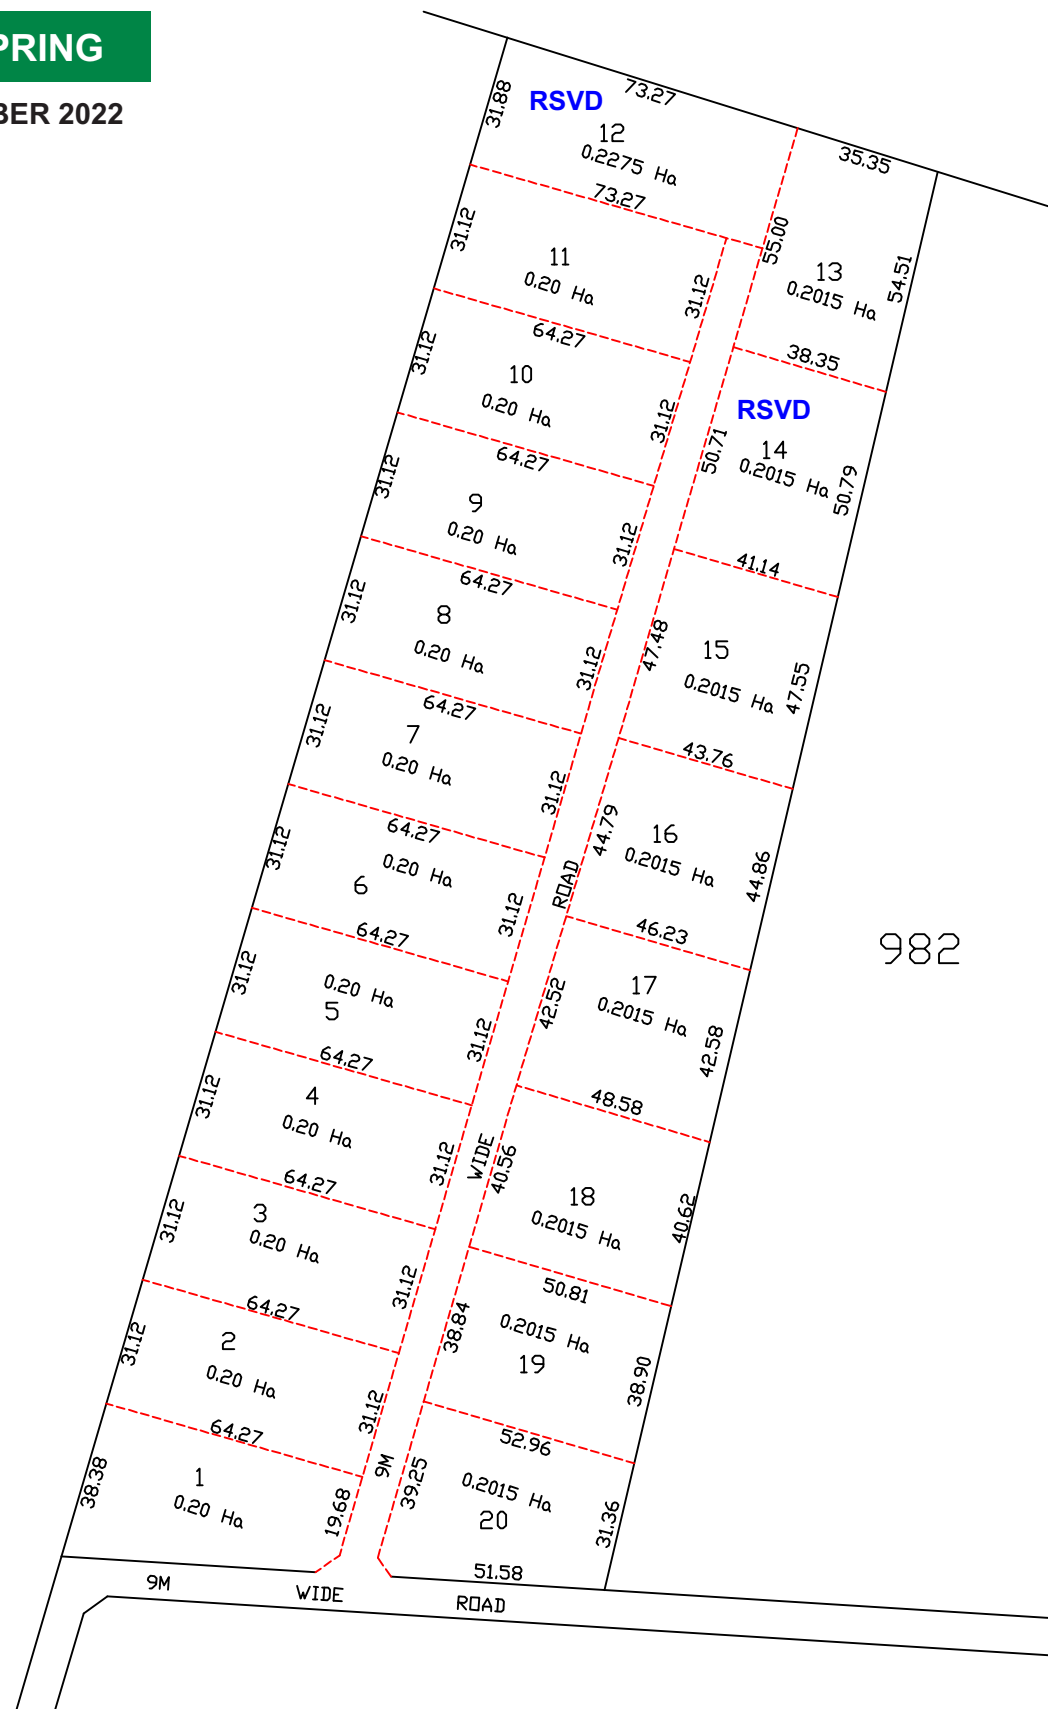 PRING
BER 2022
RSVD
73.27
31.88
12
0.2275 Ha
35.35
73.27
31.12
11
0.20 Ha
31.12
55.00
13
0.2015 Ha
54.51
64.27
38.35
31.12
10
0.20 Ha
31.12
RSVD
50.71
14
0.2015 Ha
50.79
64.27
31.12
9
0.20 Ha
31.12
41.14
64.27
31.12
8
0.20 Ha
31.12
47.48
15
0.2015 Ha
47.55
64.27
31.12
7
0.20 Ha
31.12
43.76
44.79
16
0.2015 Ha
44.86
64.27
31.12
0.20 Ha
6
31.12
ROAD
46.23
982
64.27
31.12
0.20 Ha
5
31.12
42.52
17
0.2015 Ha
42.58
64.27
48.58
31.12
4
0.20 Ha
31.12
WIDE
40.56
18
0.2015 Ha
40.62
64.27
31.12
3
0.20 Ha
31.12
50.81
64.27
31.12
2
0.20 Ha
31.12
38.84
0.2015 Ha
19
38.90
64.27
52.96
38.38
1
0.20 Ha
19.68
9M
39.25
0.2015 Ha
20
31.36
51.58
9M WIDE ROAD